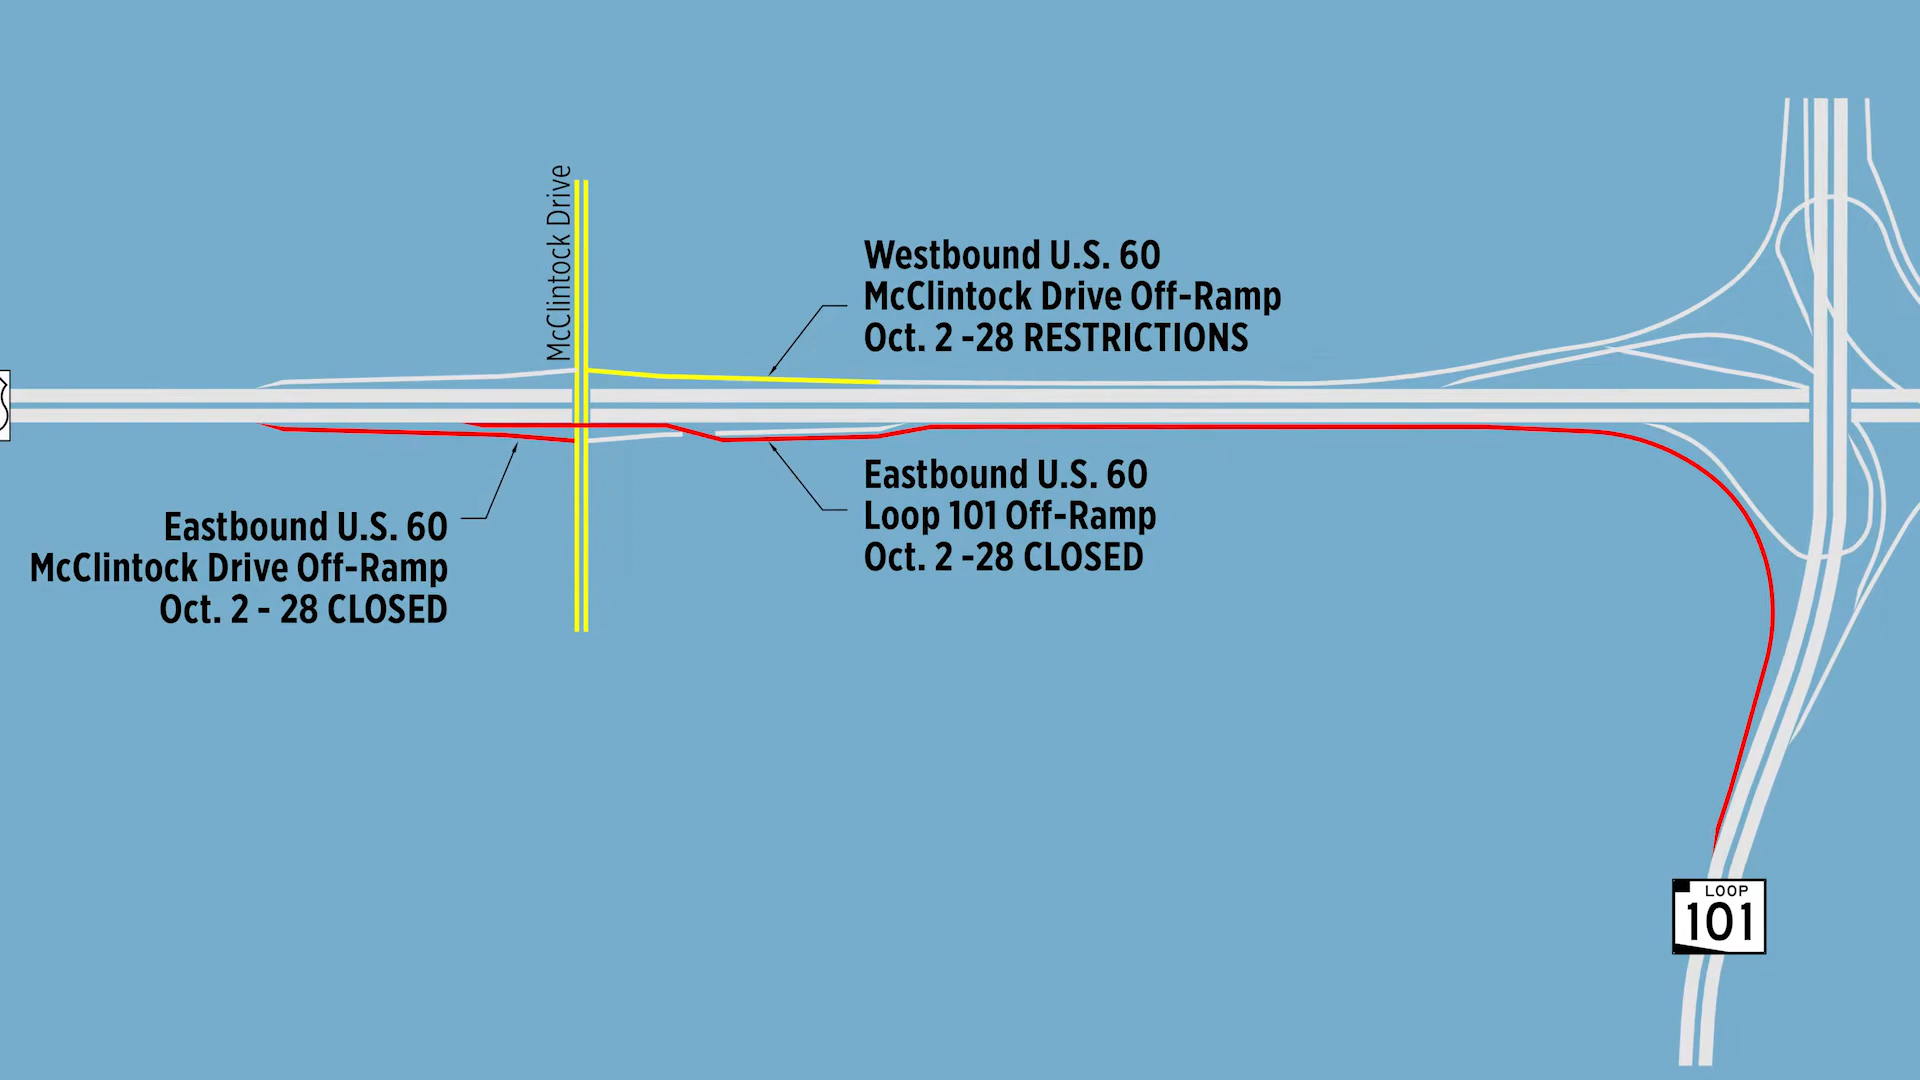 McClintock Drive
Westbound U.S. 60
McClintock Drive Off-Ramp
Oct. 2 -28 RESTRICTIONS
Eastbound U.S. 60
Loop 101 Off-Ramp
Oct. 2 -28 CLOSED
Eastbound U.S. 60
McClintock Drive Off-Ramp
Oct. 2 - 28 CLOSED
LOOP
101